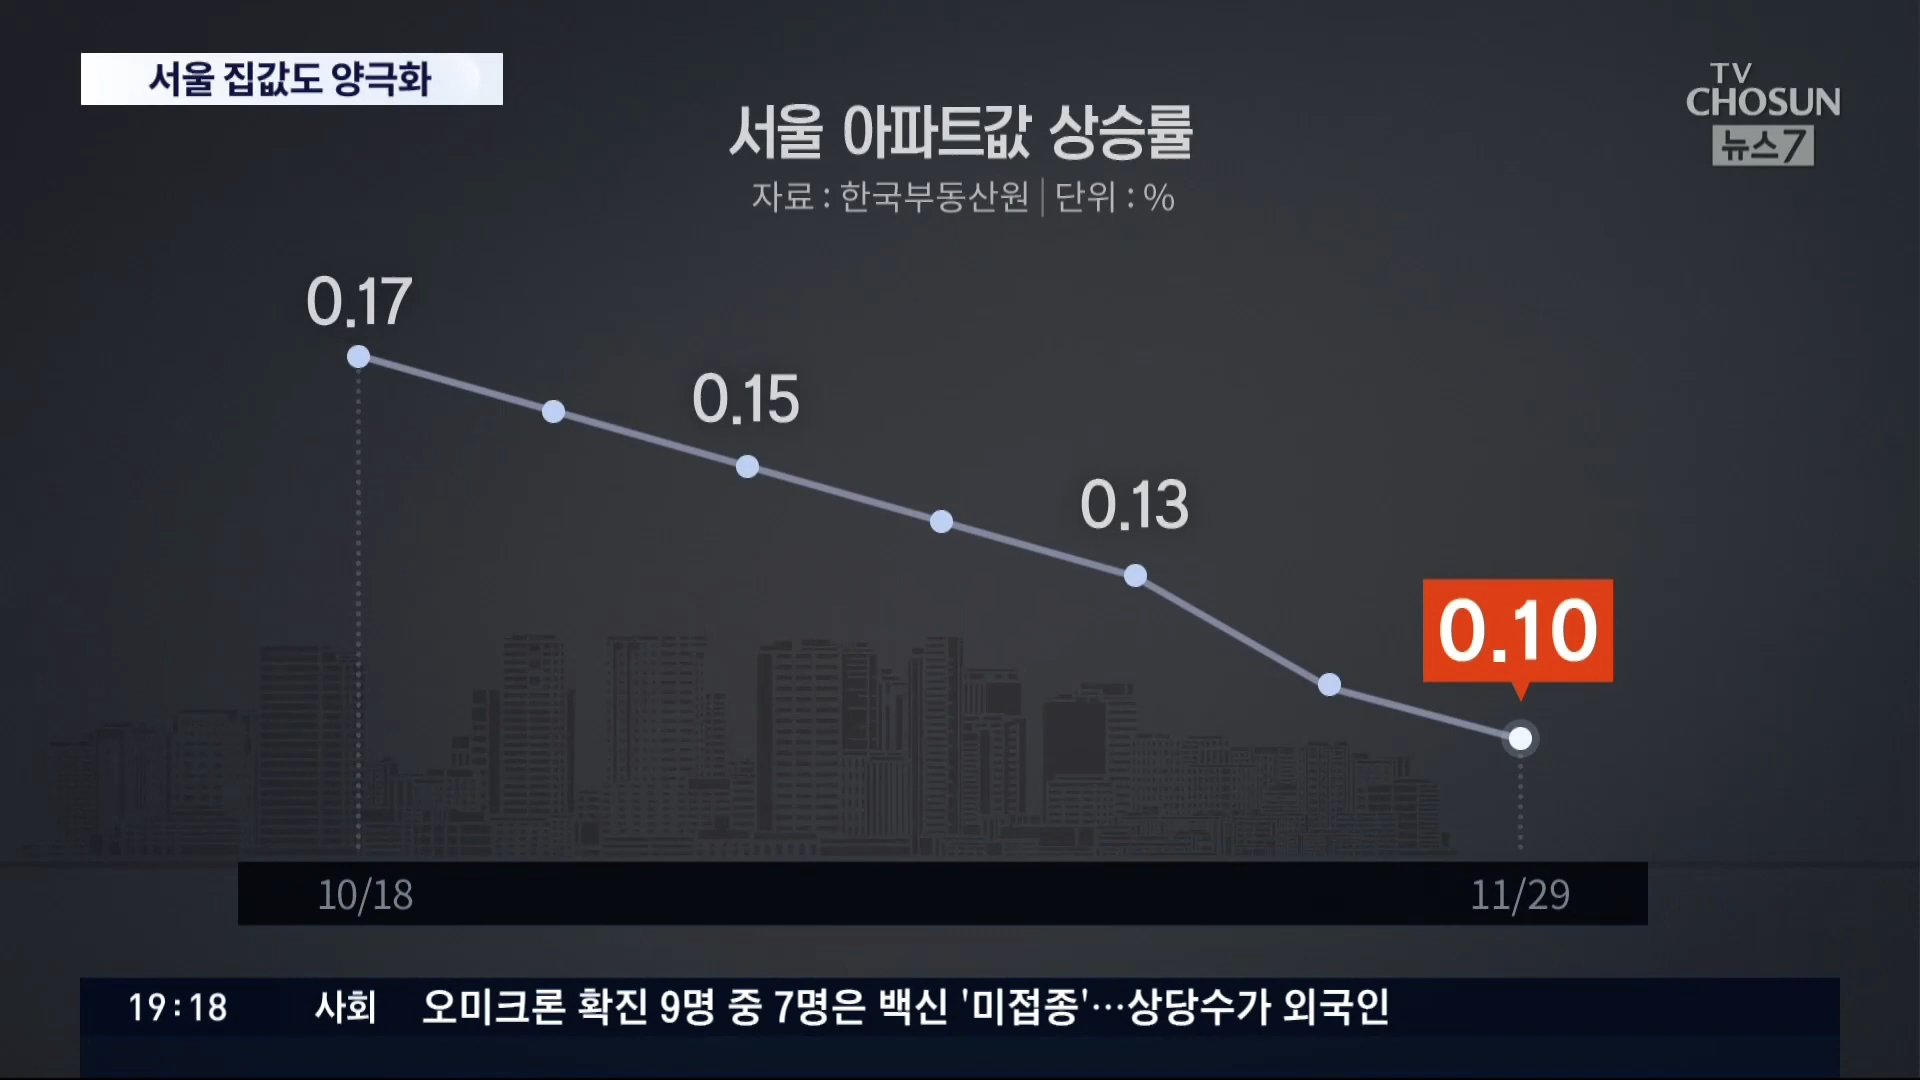 서울 집값도 양극화
TV
CHOSUN
뉴스7
서울 아파트값 상승률
자료 : 한국부동산원 | 단위 : %
0.17
0.15
0.13
0.10
10/18
11/29
19:18 사회 오미크론 확진 9명 중 7명은 백신 '미접종'…상당수가 외국인